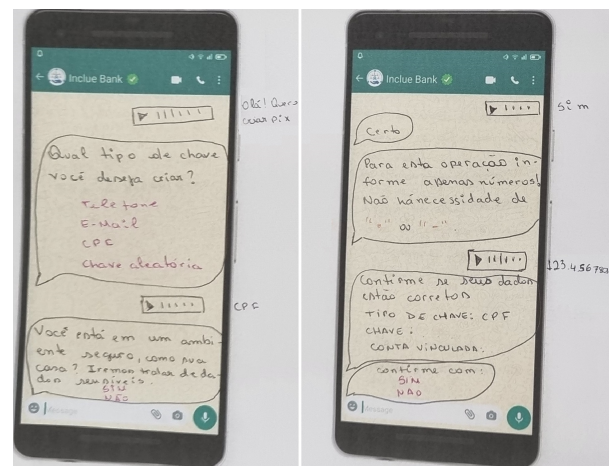 Inclue Bank
Olá! Quero
criar pix
Qual tipo de chave
você deseja criar?
Telefone
E-Mail
CPF
Chave aleatória
CPF
Você está em um ambi-
ente seguro, como sua
casa? Iremos tratar de da-
dos sensíveis.
SIM
NÃO
Message
Inclue Bank
Sim
Certo
Para esta operação in-
forme apenas números!
Não há necessidade de
"." ou "-".
123.456782
Confirme se seus dados
estão corretos
TIPO DE CHAVE: CPF
CHAVE:
CONTA VINCULADA:
Confirme com:
SIM
NAO
Message